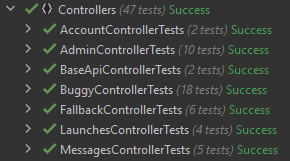 {} Controllers (47 tests) Success
AccountControllerTests (2 tests) Success
AdminControllerTests (10 tests) Success
BaseApiControllerTests (2 tests) Success
BuggyControllerTests (18 tests) Success
FallbackControllerTests (6 tests) Success
LaunchesControllerTests (4 tests) Success
MessagesControllerTests (5 tests) Success